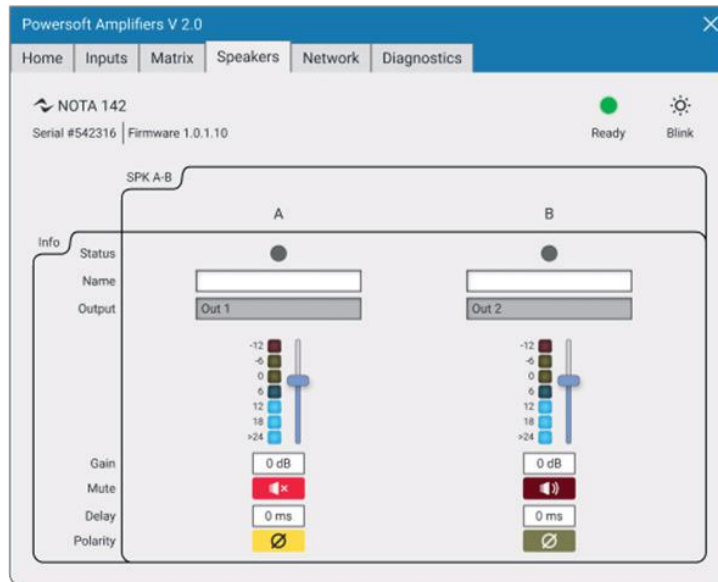 Powersoft Amplifiers V 2.0
Home Inputs Matrix Speakers Network Diagnostics
NOTA 142
Serial #542316 Firmware 1.0.1.10
Ready Blink
SPK A-B
A B
Info
Status
Name
Output Out 1 Out 2
-12 -12
-6 -6
0 0
6 6
12 12
18 18
>24 >24
Gain 0 dB 0 dB
Mute
Delay 0 ms 0 ms
Polarity